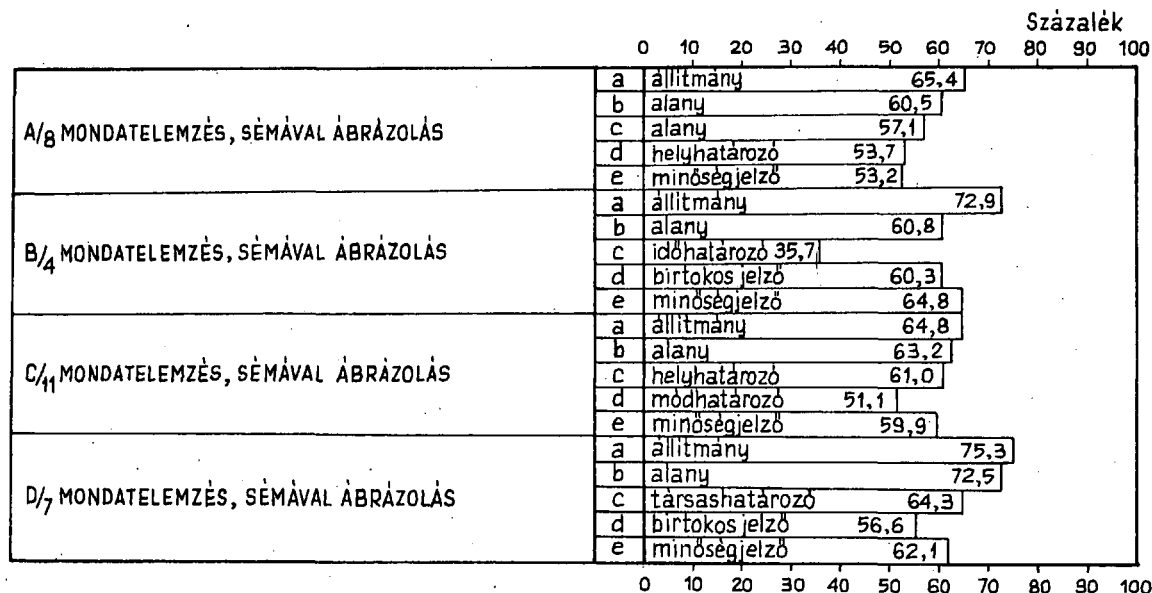 Százalék
0 10 20 30 40 50 60 70 80 90 100
A/8 MONDATELEMZÉS, SÉMÁVAL ÁBRÁZOLÁS
a állítmány 65,4
b alany 60,5
c alany 57,1
d helyhatározó 53,7
e minőségjelző 53,2
B/4 MONDATELEMZÉS, SÉMÁVAL ÁBRÁZOLÁS
a állítmány 72,9
b alany 60,8
c időhatározó 35,7
d birtokos jelző 60,3
e minőségjelző 64,8
C/11 MONDATELEMZÉS, SÉMÁVAL ÁBRÁZOLÁS
a állítmány 64,8
b alany 63,2
c helyhatározó 61,0
d módhatározó 51,1
e minőségjelző 59,9
D/7 MONDATELEMZÉS, SÉMÁVAL ÁBRÁZOLÁS
a állítmány 75,3
b alany 72,5
c társashatározó 64,3
d birtokos jelző 56,6
e minőségjelző 62,1
0 10 20 30 40 50 60 70 80 90 100